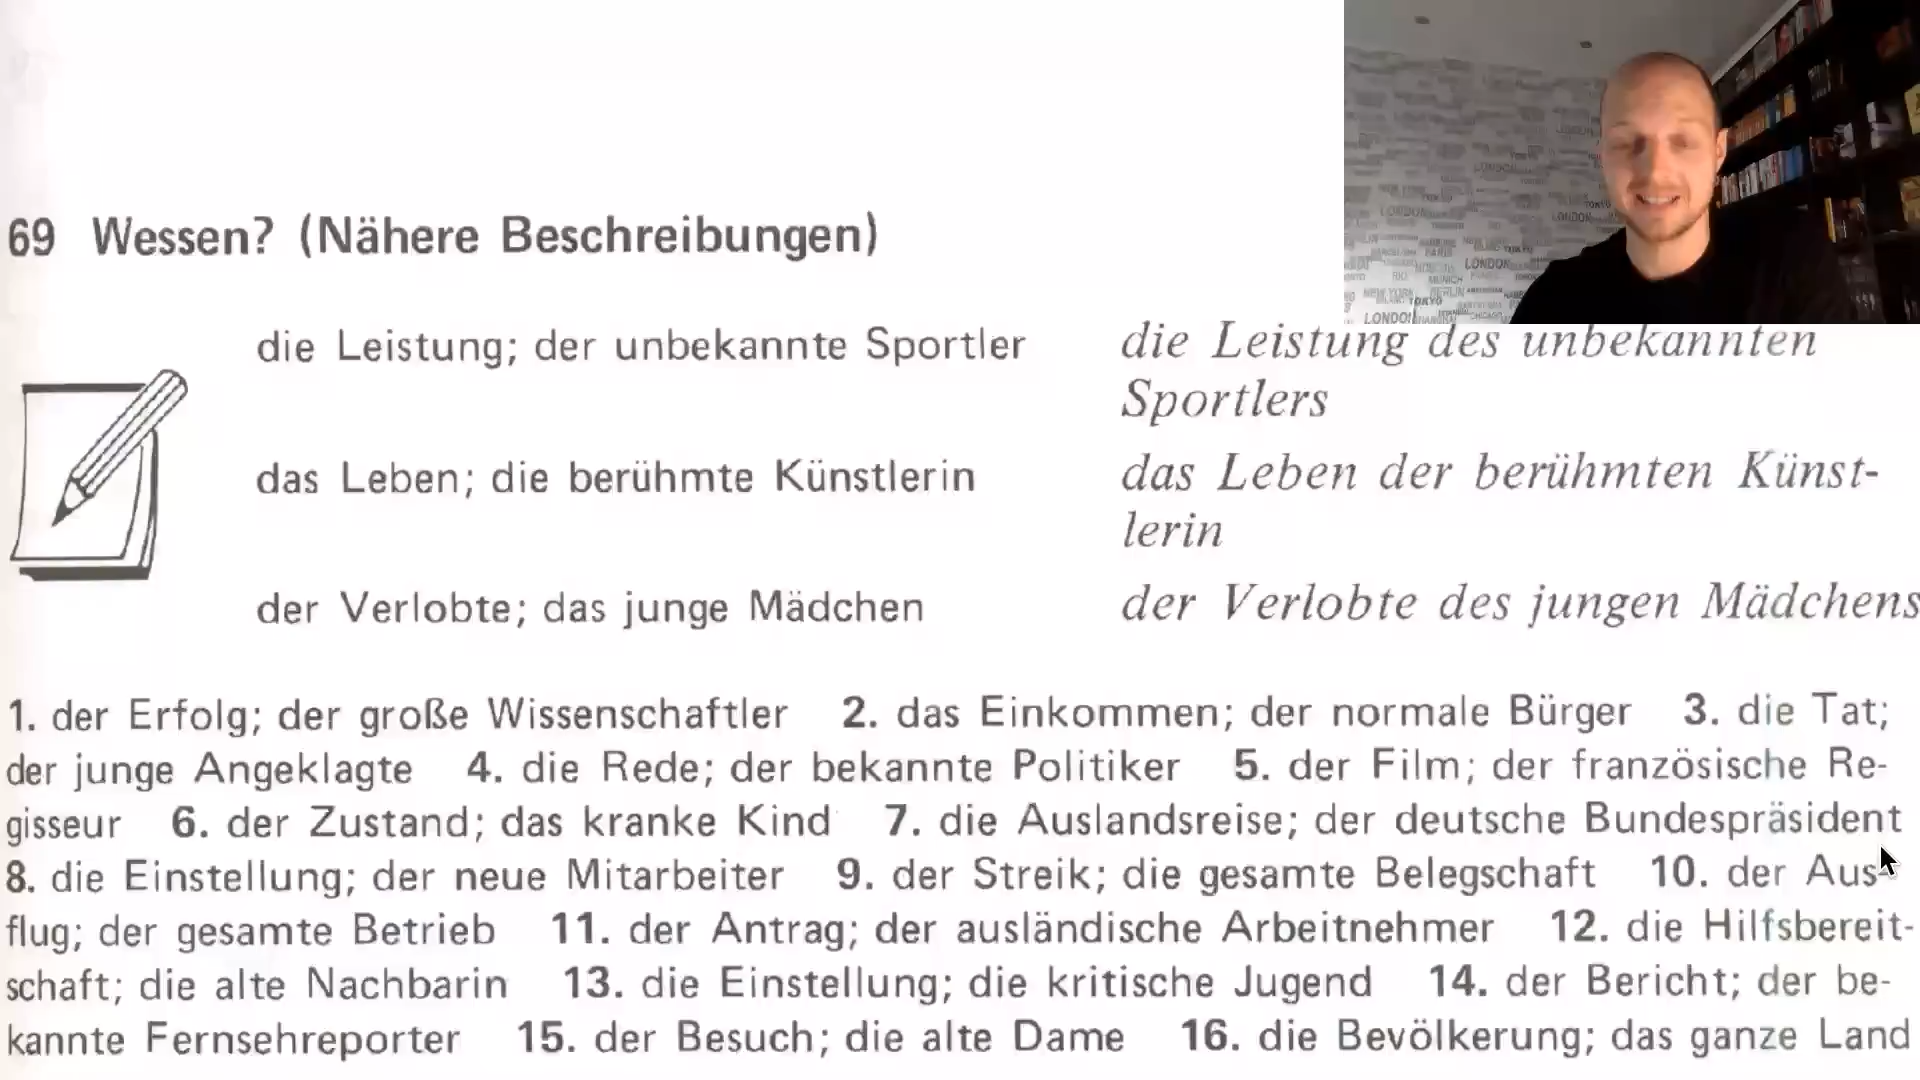 69 Wessen? (Nähere Beschreibungen)
die Leistung; der unbekannte Sportler
die Leistung des unbekannten
Sportlers
das Leben; die berühmte Künstlerin
das Leben der berühmten Künst-
lerin
der Verlobte; das junge Mädchen
der Verlobte des jungen Mädchens
1. der Erfolg; der große Wissenschaftler 2. das Einkommen; der normale Bürger 3. die Tat;
der junge Angeklagte 4. die Rede; der bekannte Politiker 5. der Film; der französische Re-
gisseur 6. der Zustand; das kranke Kind 7. die Auslandsreise; der deutsche Bundespräsident
8. die Einstellung; der neue Mitarbeiter 9. der Streik; die gesamte Belegschaft 10. der Aus-
flug; der gesamte Betrieb 11. der Antrag; der ausländische Arbeitnehmer 12. die Hilfsbereit-
schaft; die alte Nachbarin 13. die Einstellung; die kritische Jugend 14. der Bericht; der be-
kannte Fernsehreporter 15. der Besuch; die alte Dame 16. die Bevölkerung; das ganze Land
LONDON
TOKYO
LONDON